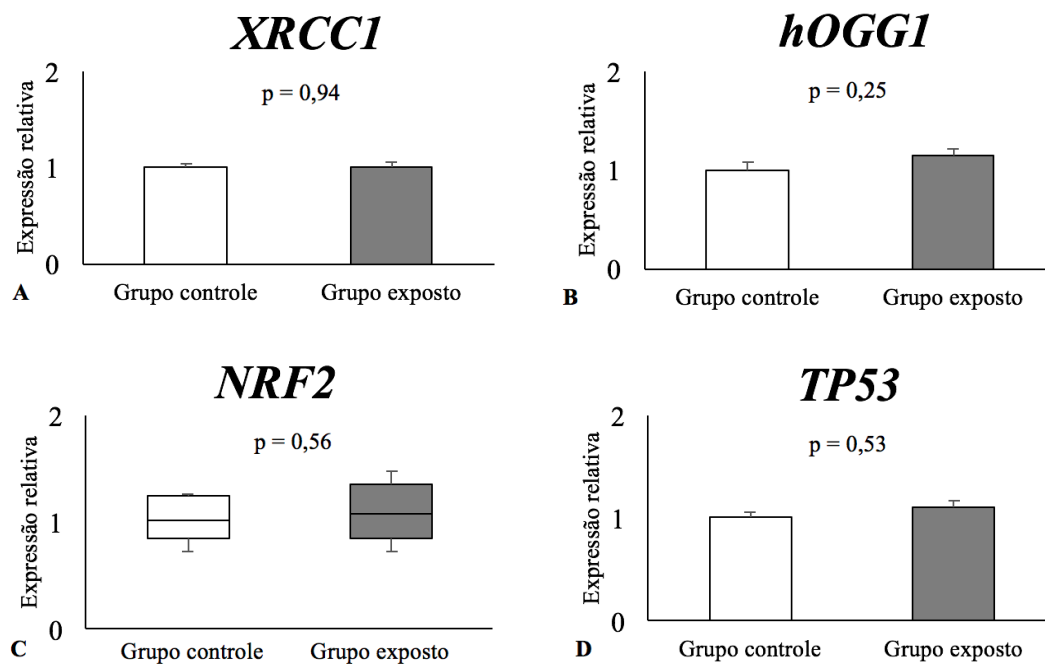 XRCC1
Expressão relativa
2
1
0
p = 0,94
Grupo controle Grupo exposto
A
hOGG1
Expressão relativa
2
1
0
p = 0,25
Grupo controle Grupo exposto
B
NRF2
Expressão relativa
2
1
0
p = 0,56
Grupo controle Grupo exposto
C
TP53
Expressão relativa
2
1
0
p = 0,53
Grupo controle Grupo exposto
D